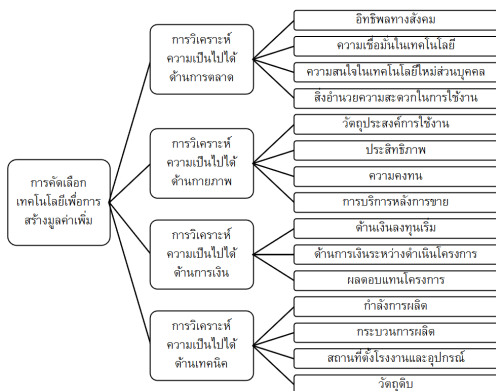 การคัดเลือก
เทคโนโลยีเพื่อการ
สร้างมูลค่าเพิ่ม
การวิเคราะห์
ความเป็นไปได้
ด้านการตลาด
อิทธิพลทางสังคม
ความเชื่อมั่นในเทคโนโลยี
ความสนใจในเทคโนโลยีใหม่ส่วนบุคคล
สิ่งอำนวยความสะดวกในการใช้งาน
การวิเคราะห์
ความเป็นไปได้
ด้านกายภาพ
วัตถุประสงค์การใช้งาน
ประสิทธิภาพ
ความคงทน
การบริการหลังการขาย
การวิเคราะห์
ความเป็นไปได้
ด้านการเงิน
ด้านเงินลงทุนเริ่ม
ด้านการเงินระหว่างดำเนินโครงการ
ผลตอบแทนโครงการ
การวิเคราะห์
ความเป็นไปได้
ด้านเทคนิค
กำลังการผลิต
กระบวนการผลิต
สถานที่ตั้งโรงงานและอุปกรณ์
วัตถุดิบ